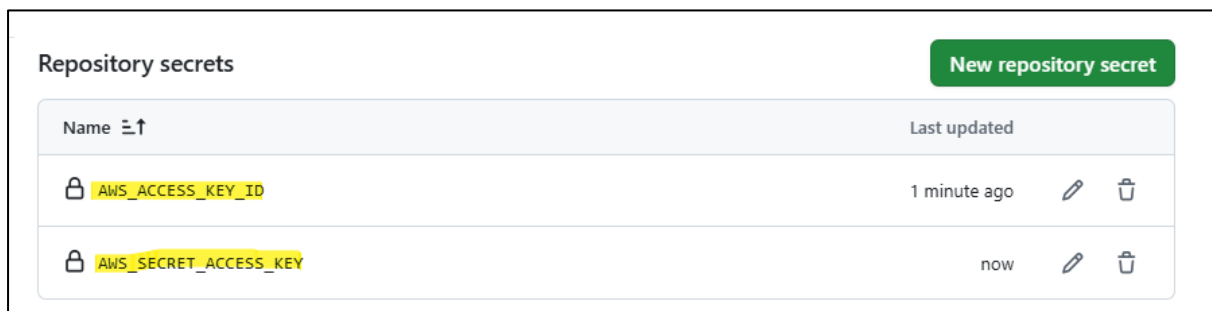 Repository secrets
New repository secret
Name
Last updated
AWS_ACCESS_KEY_ID
1 minute ago
AWS_SECRET_ACCESS_KEY
now